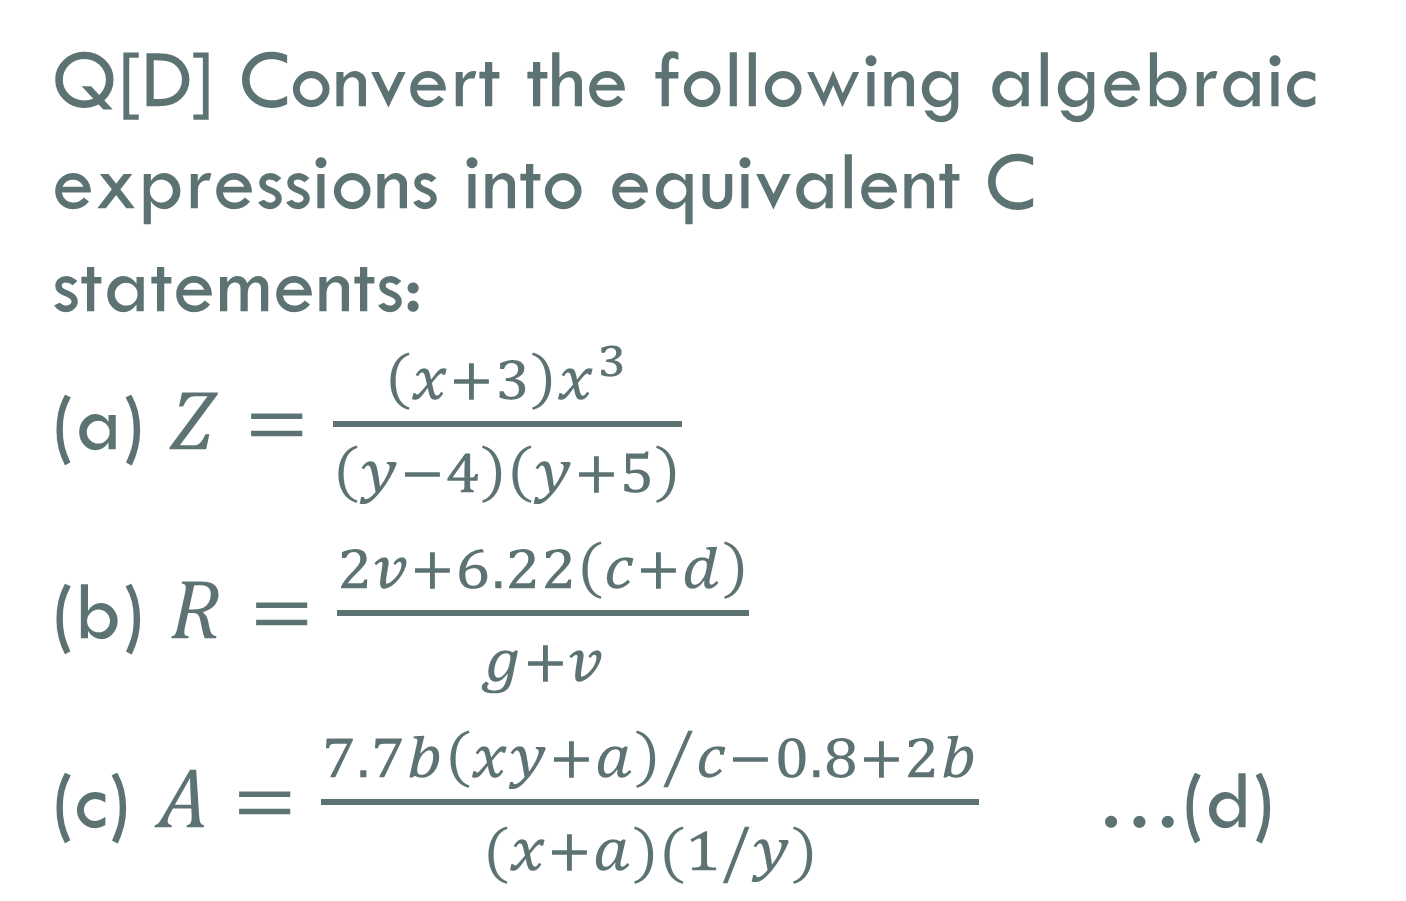 Q[D] Convert the following algebraic
expressions into equivalent C
statements:
(a) Z = (x+3)x³ / (y−4)(y+5)
(b) R = 2v+6.22(c+d) / g+v
(c) A = 7.7b(xy+a)/c−0.8+2b / (x+a)(1/y) ...(d)